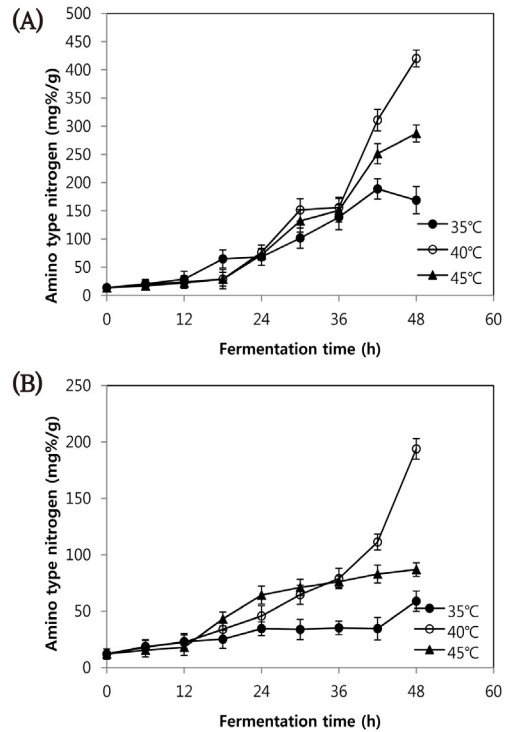 (A)
Amino type nitrogen (mg%/g)
500
450
400
350
300
250
200
150
100
50
0
35℃
40℃
45℃
0 12 24 36 48 60
Fermentation time (h)
(B)
Amino type nitrogen (mg%/g)
250
200
150
100
50
0
35℃
40℃
45℃
0 12 24 36 48 60
Fermentation time (h)